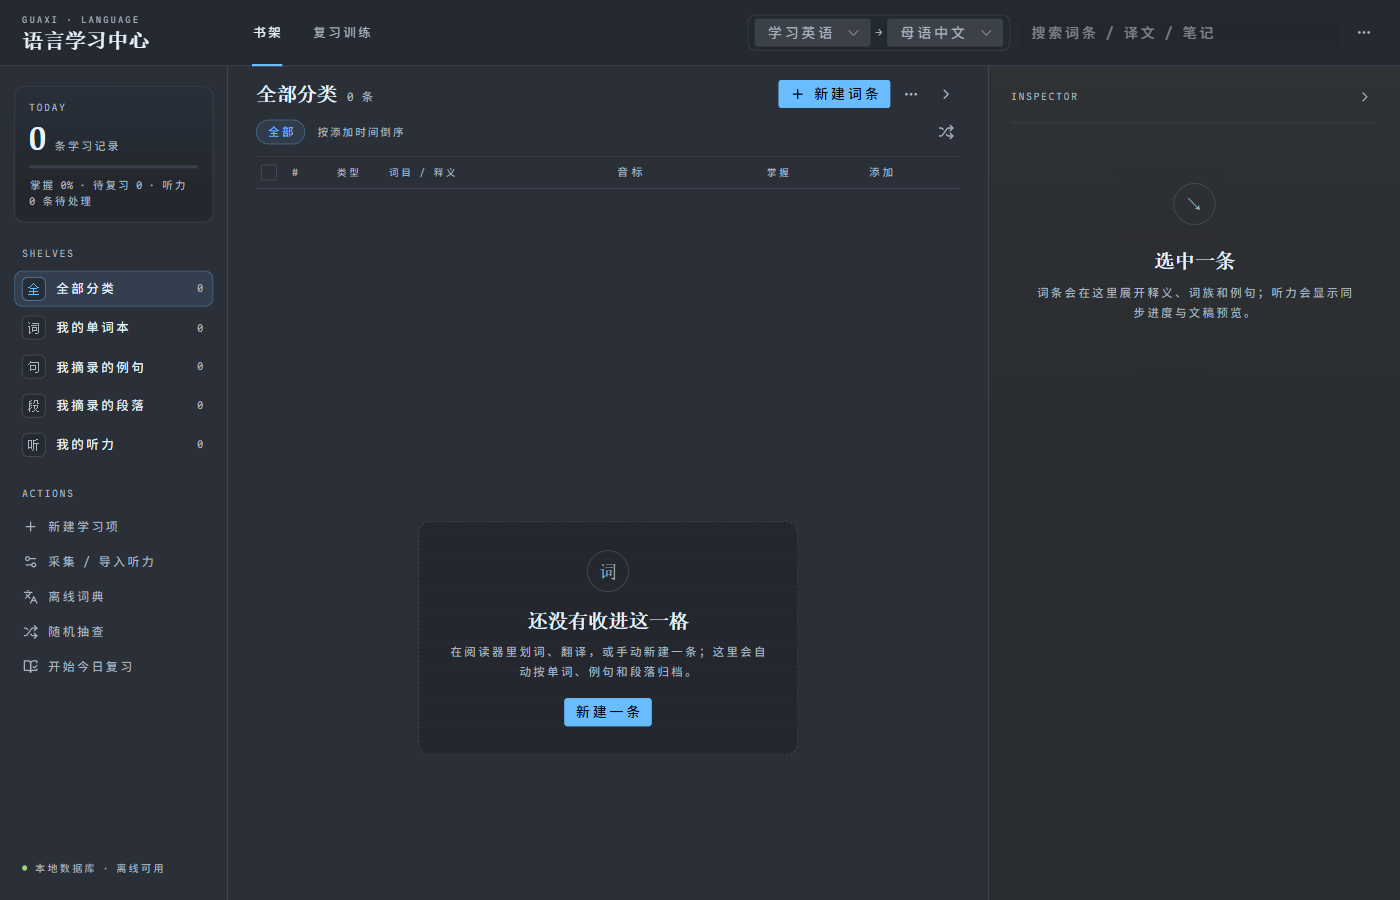 GUAXI · LANGUAGE
语言学习中心
书架
复习训练
学习英语
→
母语中文
搜索词条 / 译文 / 笔记
TODAY
0 条学习记录
掌握 0% · 待复习 0 · 听力
0 条待处理
SHELVES
全 全部分类 0
词 我的单词本 0
句 我摘录的例句 0
段 我摘录的段落 0
听 我的听力 0
ACTIONS
新建学习项
采集 / 导入听力
离线词典
随机抽查
开始今日复习
本地数据库 · 离线可用
全部分类 0 条
+ 新建词条
全部 按添加时间倒序
# 类型 词目 / 释义 音标 掌握 添加
词
还没有收进这一格
在阅读器里划词、翻译，或手动新建一条；这里会自
动按单词、例句和段落归档。
新建一条
INSPECTOR
选中一条
词条会在这里展开释义、词族和例句；听力会显示同
步进度与文稿预览。